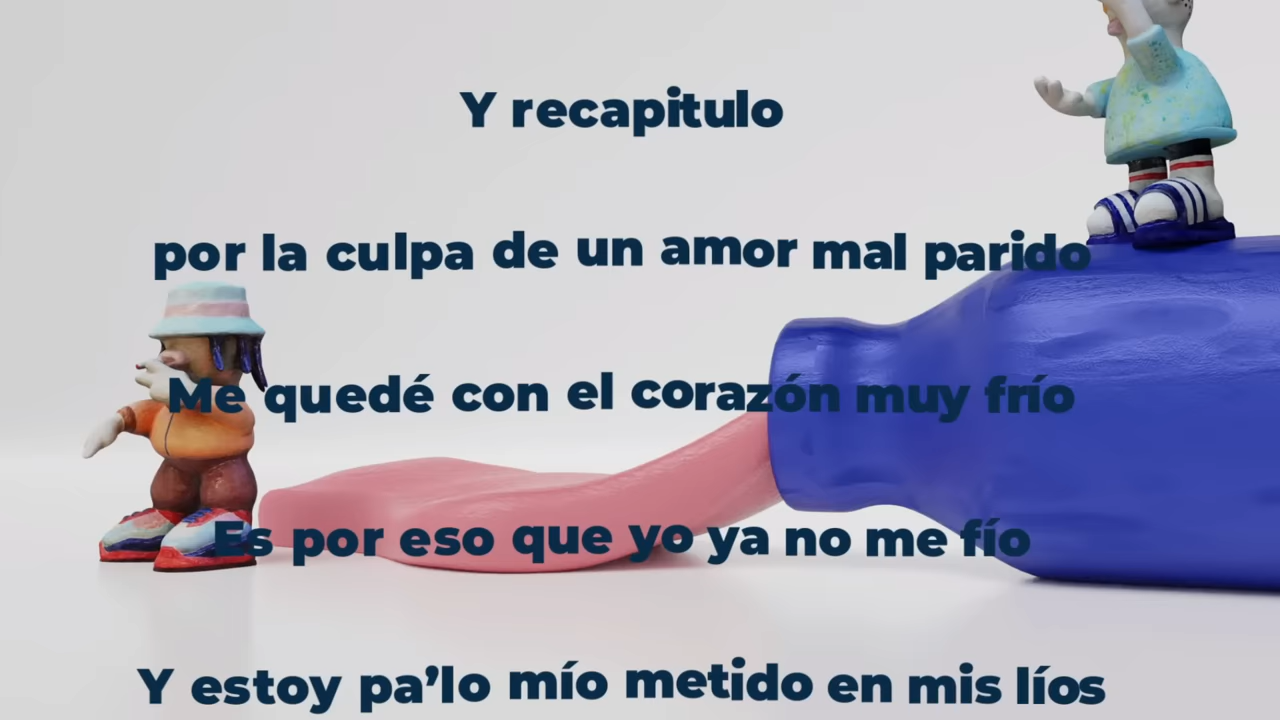 Y recapitulo
por la culpa de un amor mal parido
Me quedé con el corazón muy frío
Es por eso que yo ya no me fío
Y estoy pa’lo mío metido en mis líos